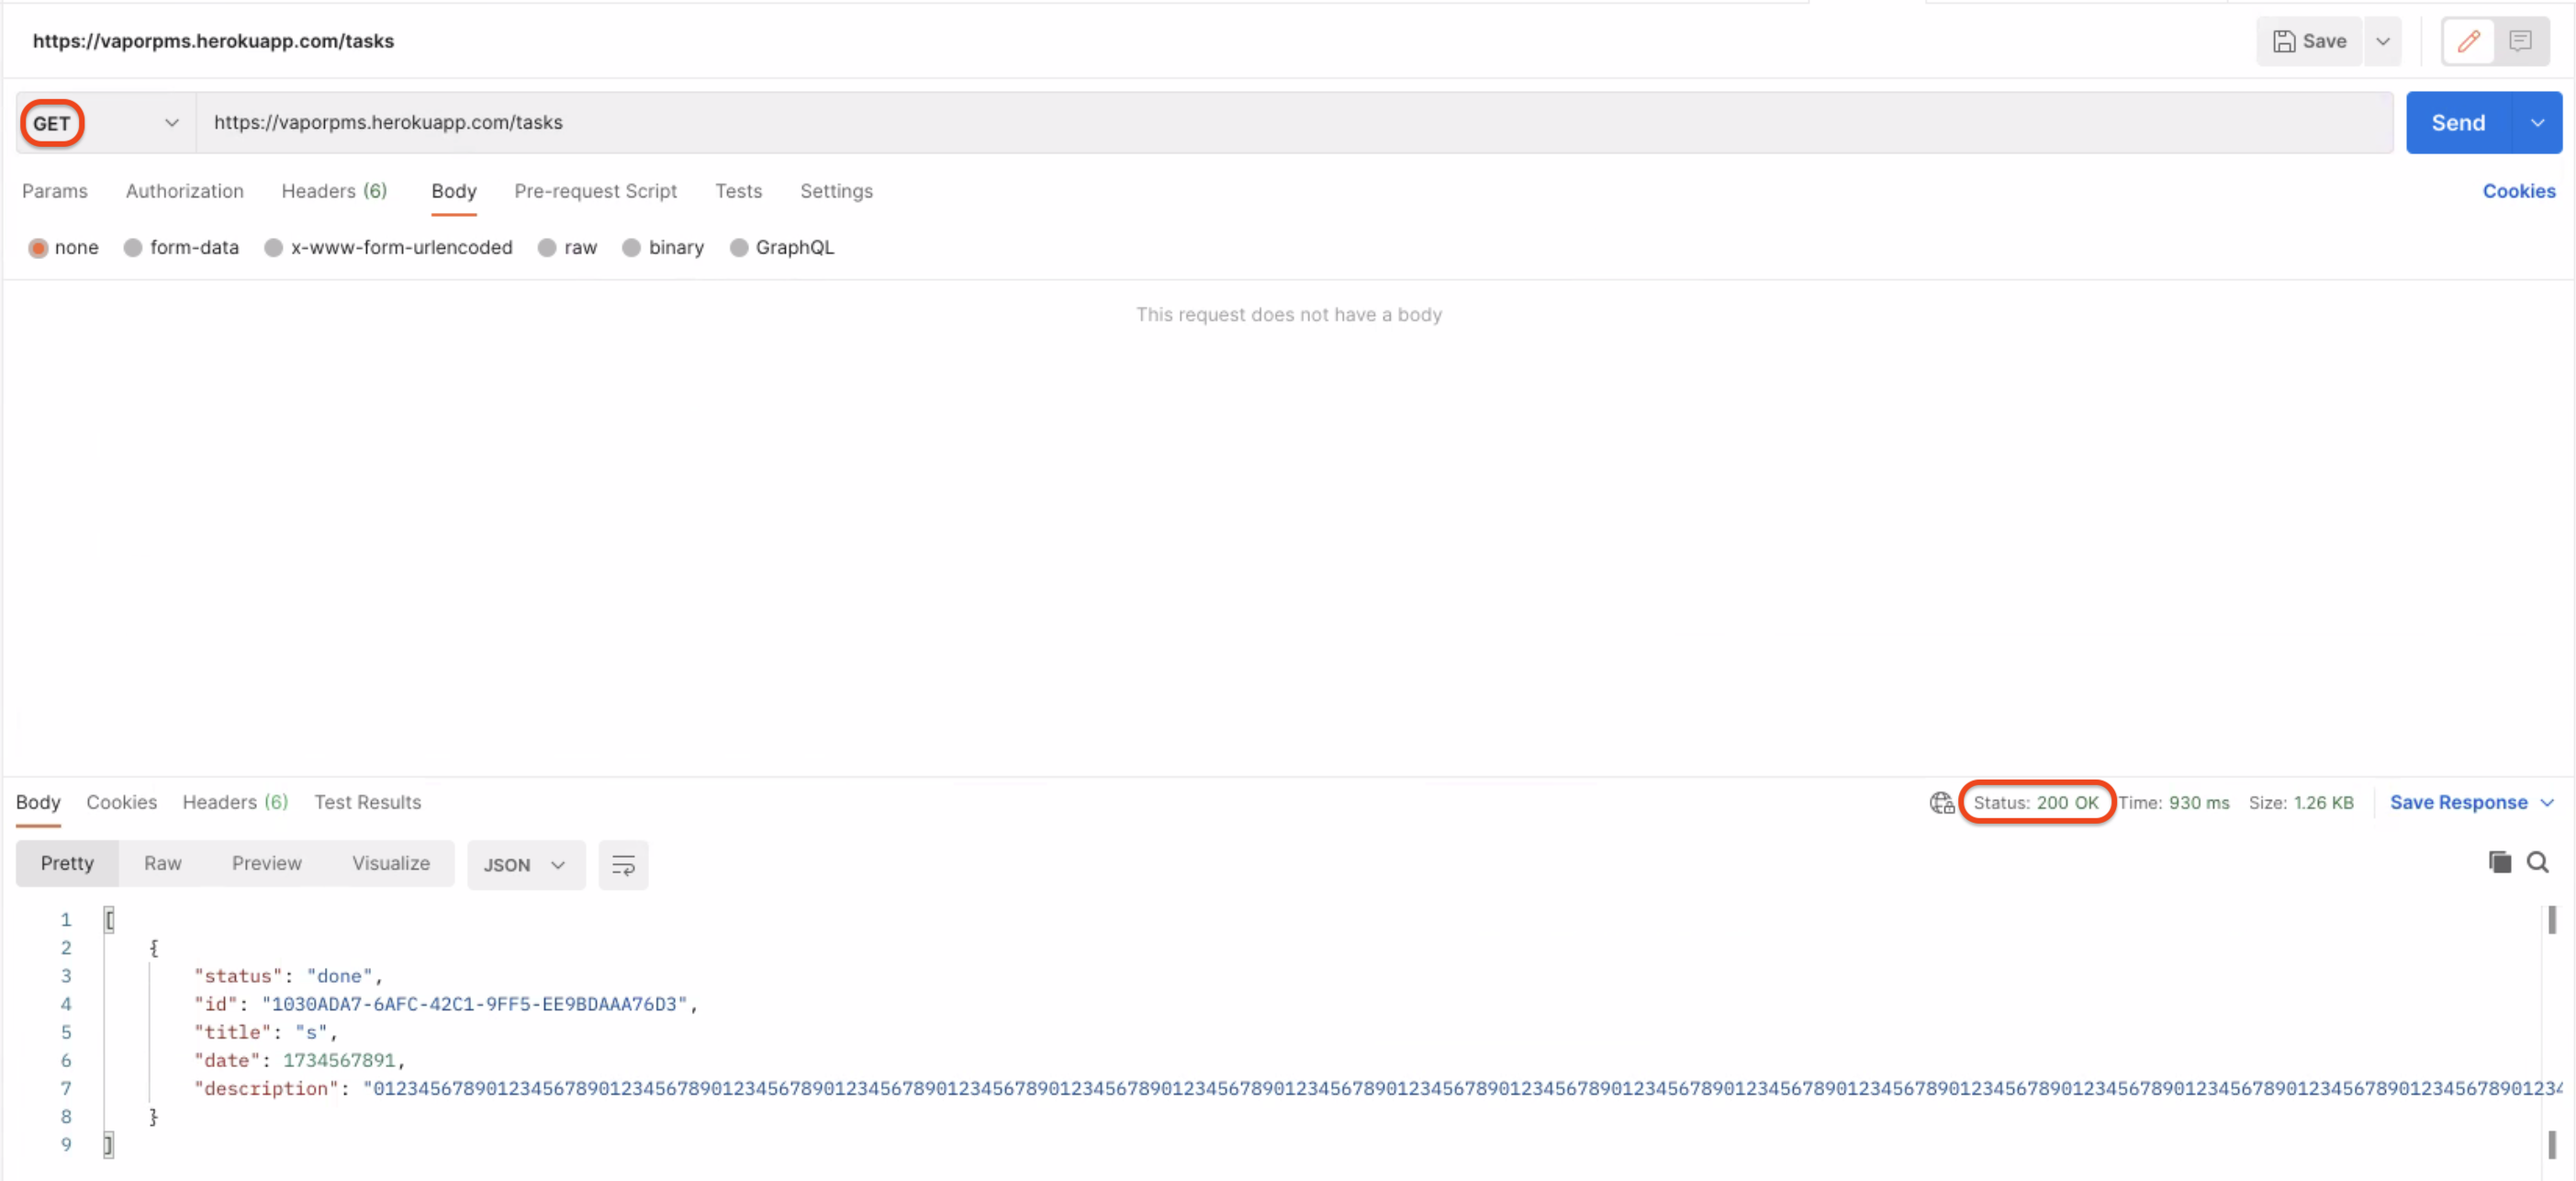 https://vaporpms.herokuapp.com/tasks
Save
GET
https://vaporpms.herokuapp.com/tasks
Send
Params Authorization Headers (6) Body Pre-request Script Tests Settings Cookies
none form-data x-www-form-urlencoded raw binary GraphQL
This request does not have a body
Body Cookies Headers (6) Test Results Status: 200 OK Time: 930 ms Size: 1.26 KB Save Response
Pretty Raw Preview Visualize JSON
1 [
2 {
3 "status": "done",
4 "id": "1030ADA7-6AFC-42C1-9FF5-EE9BDAAA76D3",
5 "title": "s",
6 "date": 1734567891,
7 "description":
8 }
9 ]